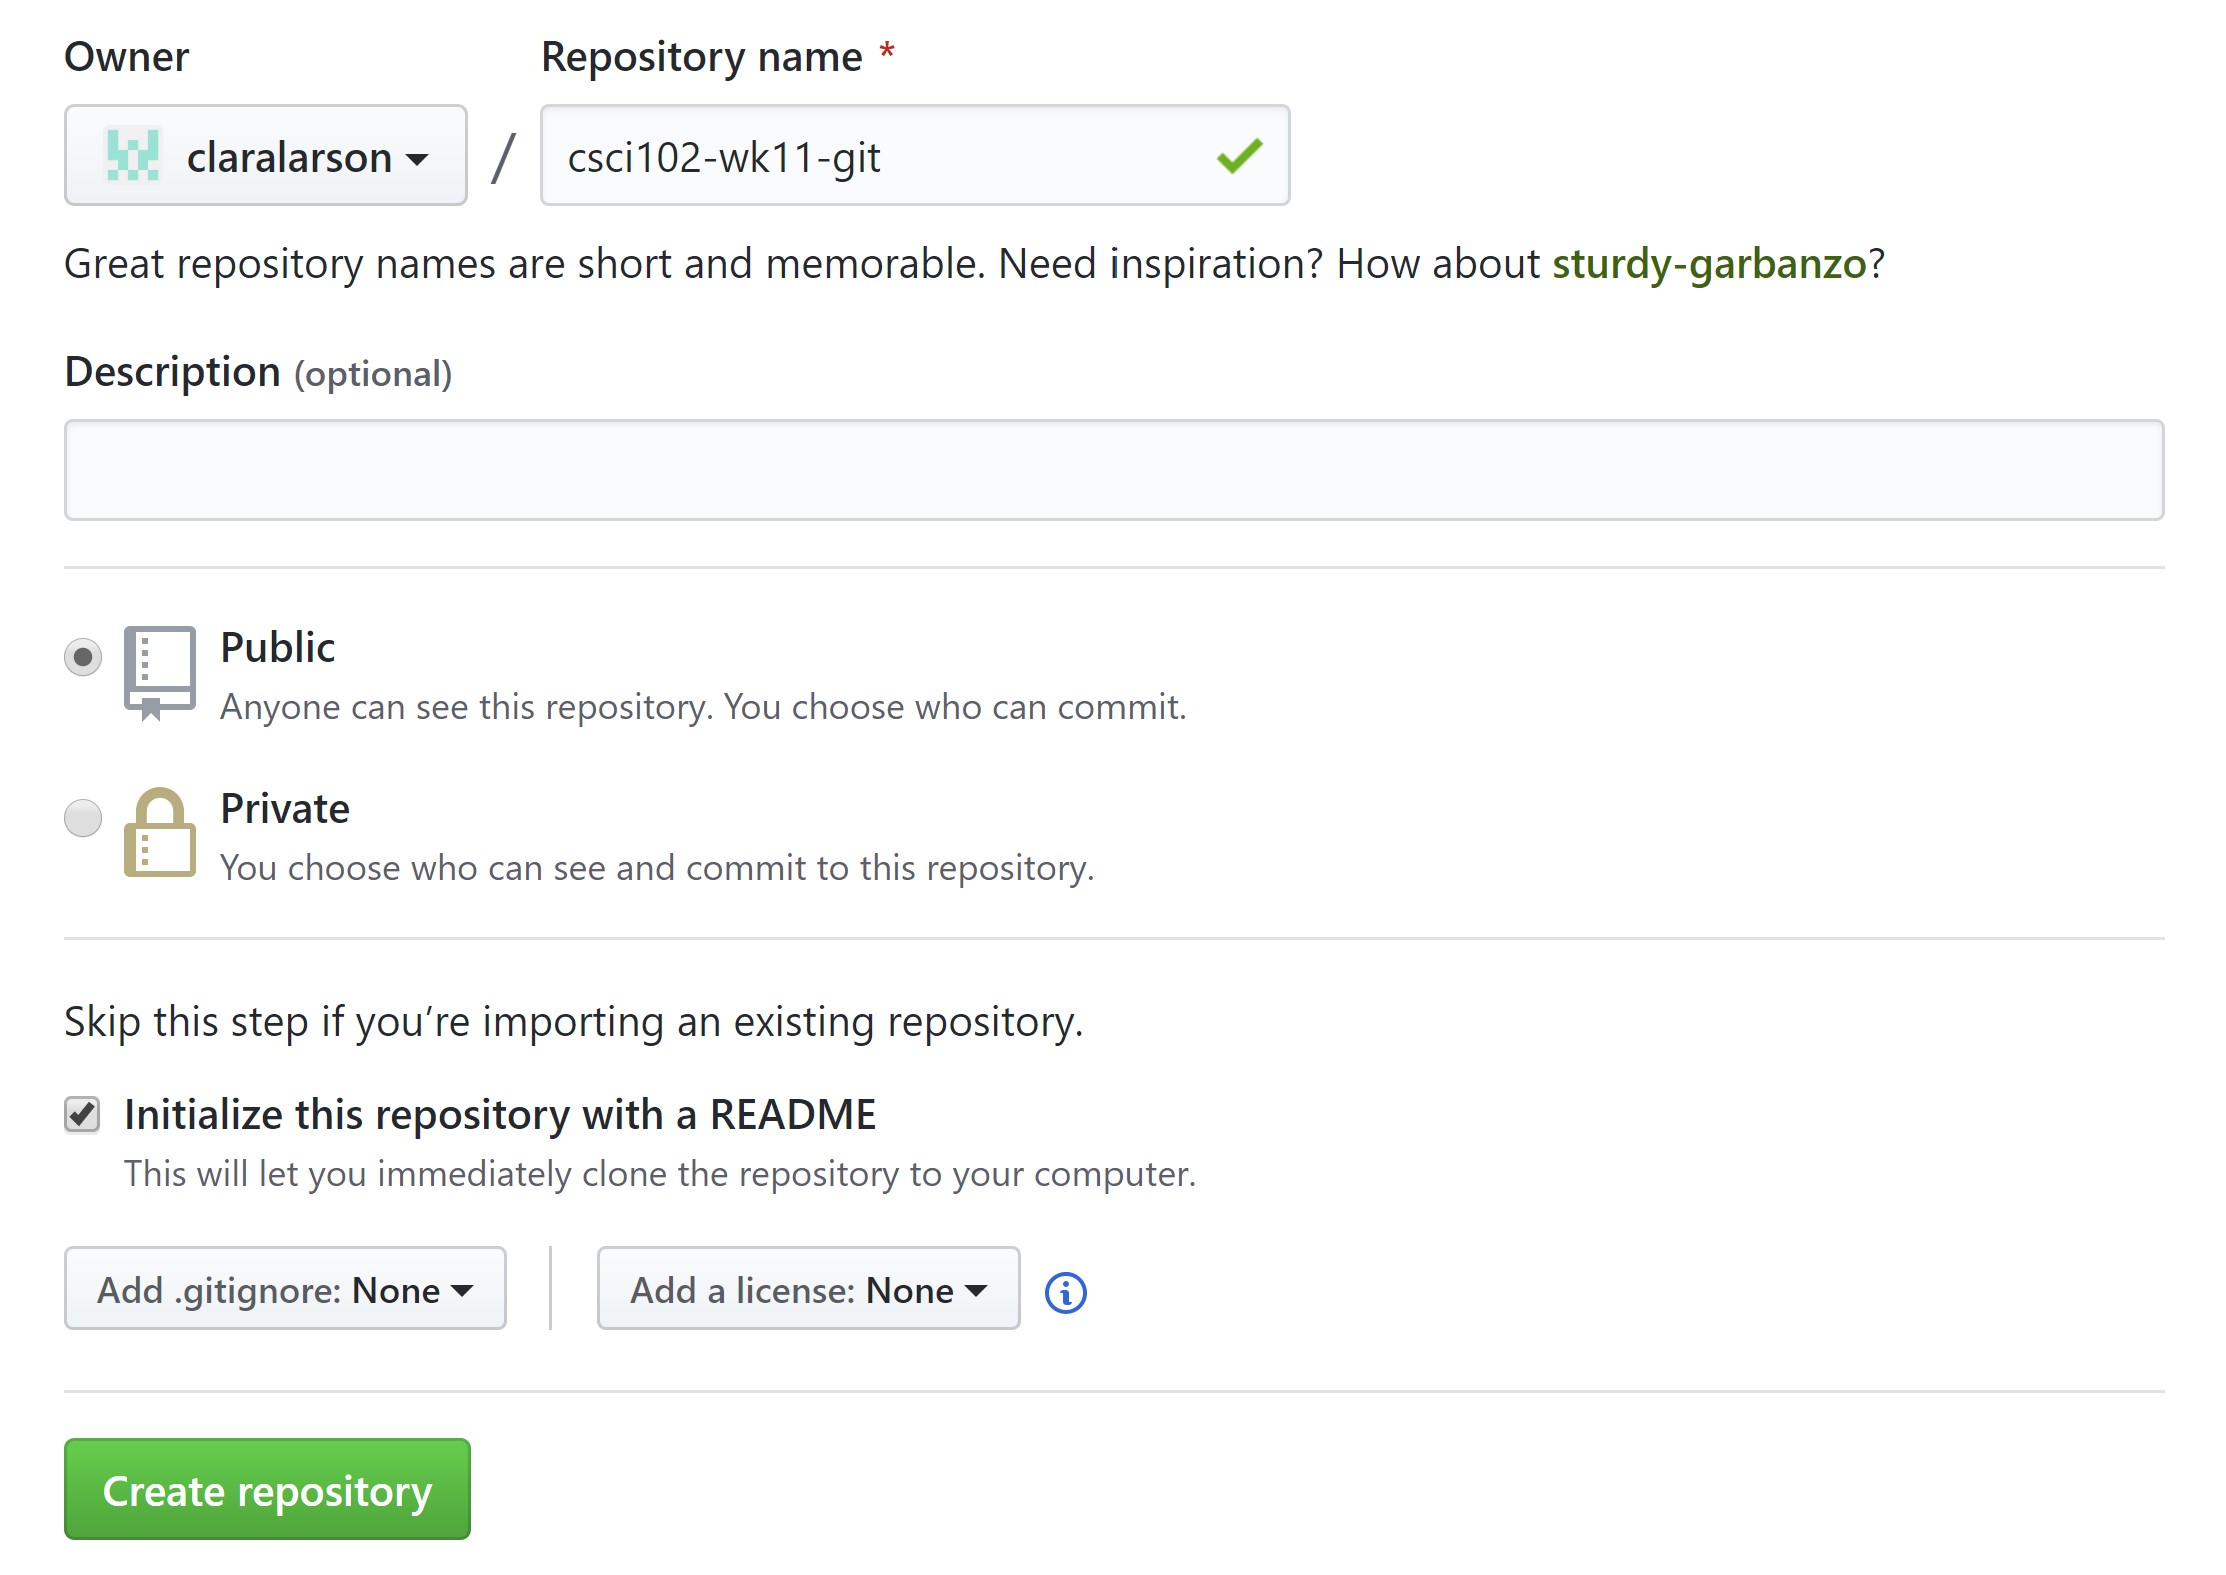 Owner
Repository name *
claralarson / csci102-wk11-git
Great repository names are short and memorable. Need inspiration? How about sturdy-garbanzo?
Description (optional)
Public
Anyone can see this repository. You choose who can commit.
Private
You choose who can see and commit to this repository.
Skip this step if you’re importing an existing repository.
Initialize this repository with a README
This will let you immediately clone the repository to your computer.
Add .gitignore: None
Add a license: None
Create repository